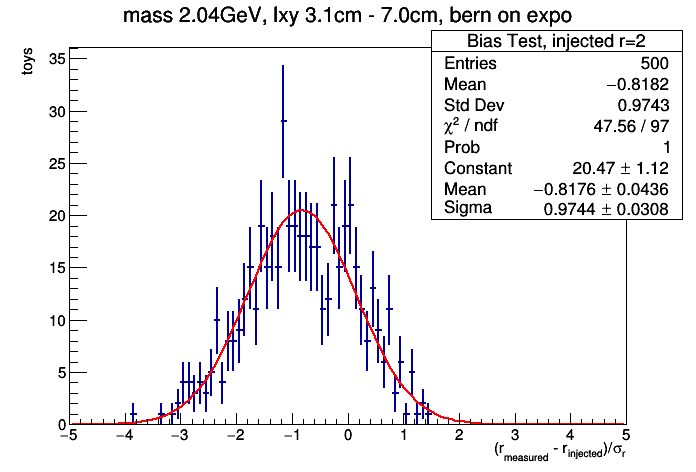 mass 2.04GeV, lxy 3.1cm - 7.0cm, bern on expo
Bias Test, injected r=2
Entries 500
Mean −0.8182
Std Dev 0.9743
χ² / ndf 47.56 / 97
Prob 1
Constant 20.47 ± 1.12
Mean −0.8176 ± 0.0436
Sigma 0.9744 ± 0.0308
toys
35
30
25
20
15
10
5
0
−5 −4 −3 −2 −1 0 1 2 3 4 5
(r_measured - r_injected)/σ_r